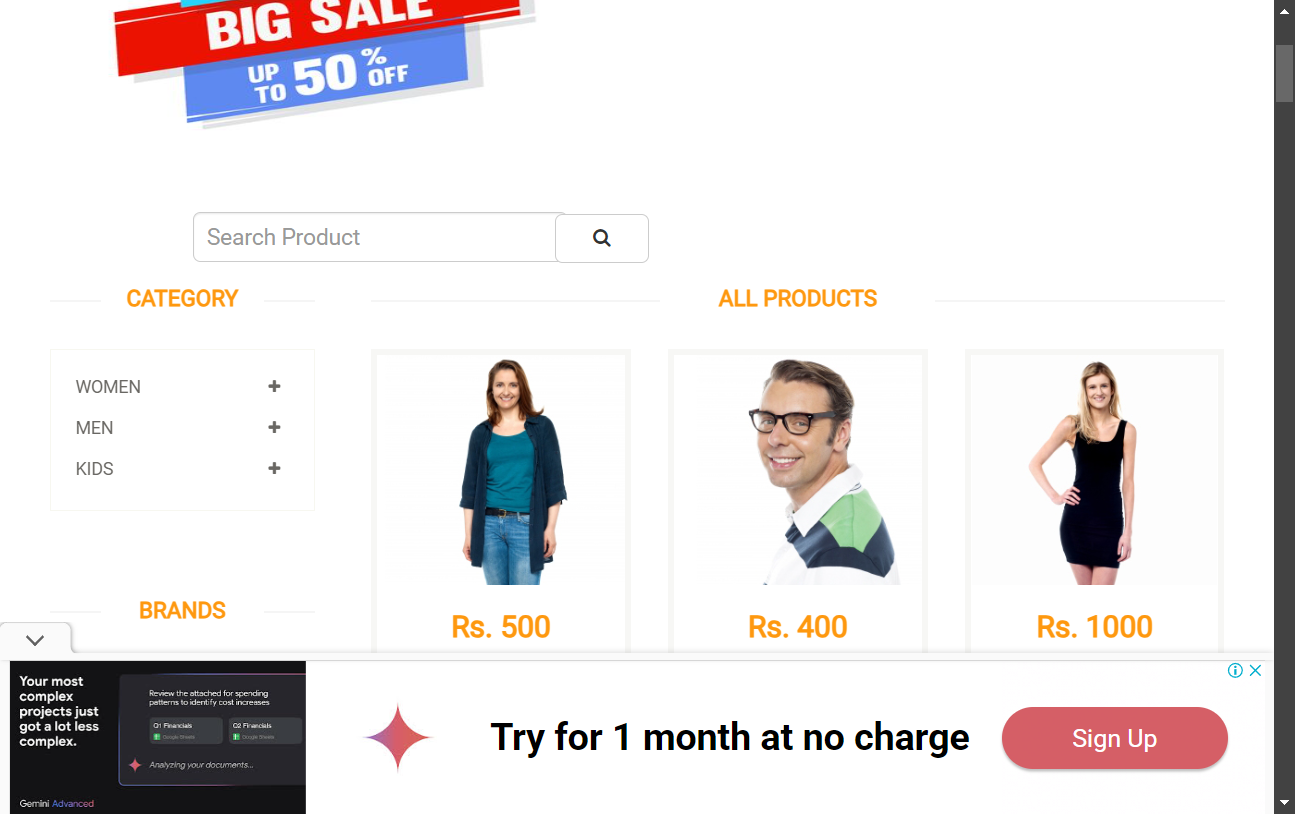 BIG SALE
UP TO 50% OFF
Search Product
CATEGORY
ALL PRODUCTS
WOMEN
MEN
KIDS
BRANDS
Rs. 500
Rs. 400
Rs. 1000
Your most
complex
projects just
got a lot less
complex.
Review the attached for spending
patterns to identify cost increases
Q1 Financials
Google Sheets
Q2 Financials
Google Sheets
Analyzing your documents...
Gemini Advanced
Try for 1 month at no charge
Sign Up